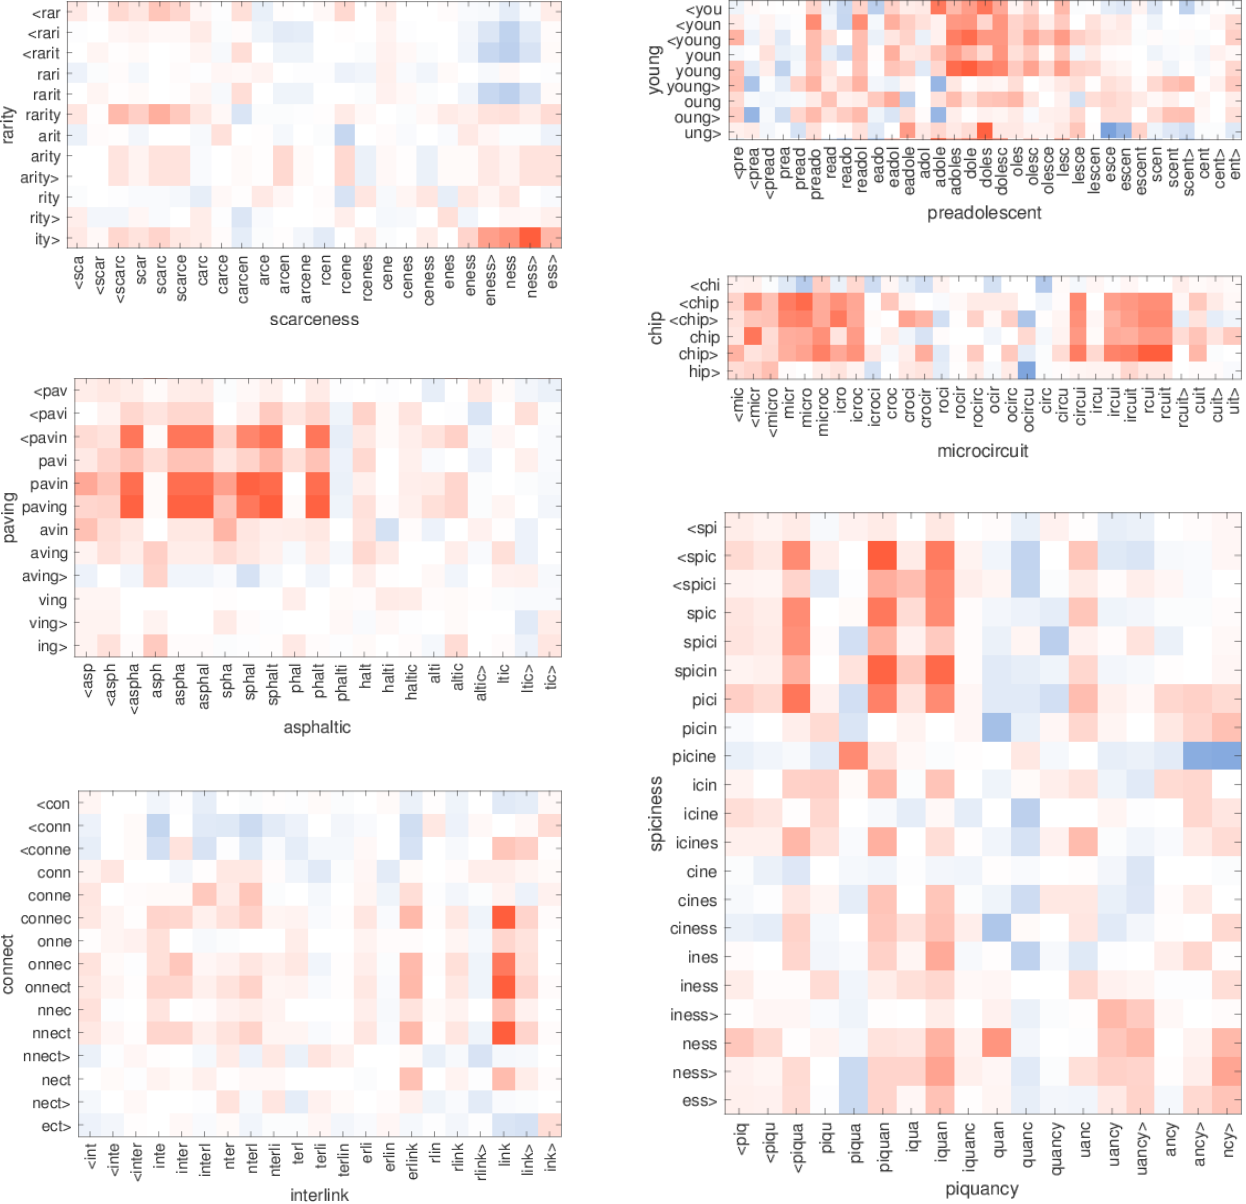 <rar
<rari
<rarit
rari
rarit
rarity
arit
arity
arity>
rity
rity>
ity>
rarity
<sca <scar <scarc scar scarc scarce carc carce carcen arce arcen arcene rcen rcene rcenes cene cenes ceness enes eness eness> ness ness> ess>
scarceness
<pav
<pavi
<pavin
pavi
pavin
paving
avin
aving
aving>
ving
ving>
ing>
paving
<asp <asph <aspha asph aspha asphal spha sphal sphalt phal phalt phalti halt halti haltic alti altic altic> ltic ltic> tic>
asphaltic
<con
<conn
<conne
conn
conne
connec
onne
onnec
onnect
nnec
nnect
nnect>
nect
nect>
ect>
connect
<int <inte <inter inte inter interl nter nterl nterli terl terli terlin erli erlin erlink rlin rlink rlink> link link> ink>
interlink
<you
<youn
<young
youn
young
young>
oung
oung>
ung>
young
<pre <prea <pread prea pread preado read reado readol eado eadol eadole adol adole adoles dole doles dolesc oles olesc olesce lesc lesce lescen esce escen escent scen scent scent> cent cent> ent>
preadolescent
<chi
<chip
<chip>
chip
chip>
hip>
chip
<mic <micr <micro micr micro microc icro icroc icroci croc croci crocir roci rocir rocirc ocir ocirc ocircu circ circu circui ircu ircui ircuit rcui rcuit rcuit> cuit cuit> uit>
microcircuit
<spi
<spic
<spici
spic
spici
spicin
pici
picin
picine
icin
icine
icines
cine
cines
ciness
ines
iness
iness>
ness
ness>
ess>
spiciness
<piq <piqu <piqua piqu piqua piquan iqua iquan iquanc quan quanc quancy uanc uancy uancy> ancy ancy> ncy>
piquancy